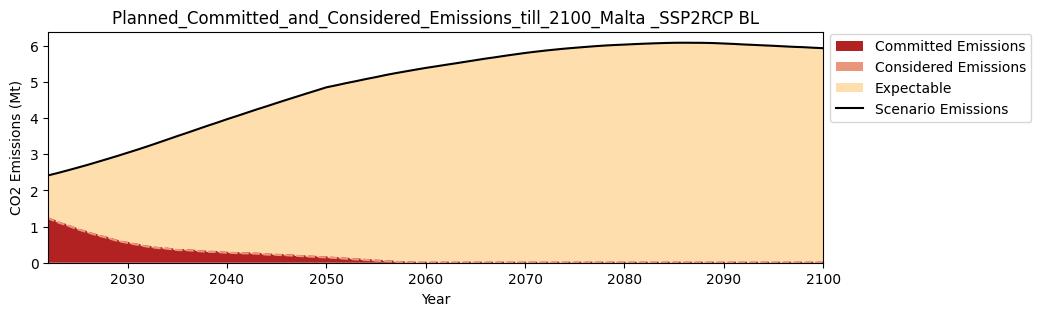 Planned_Committed_and_Considered_Emissions_till_2100_Malta _SSP2RCP BL
Committed Emissions
Considered Emissions
Expectable
Scenario Emissions
CO2 Emissions (Mt)
6
5
4
3
2
1
0
2030 2040 2050 2060 2070 2080 2090 2100
Year